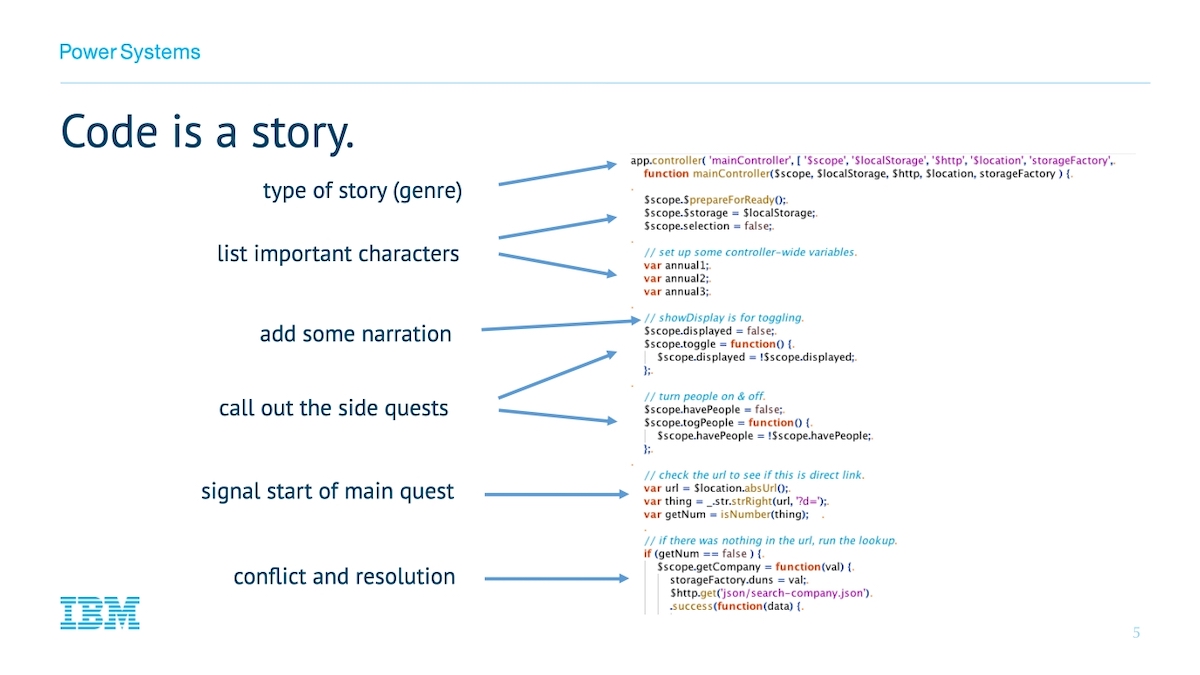 Power Systems
Code is a story.
type of story (genre)
list important characters
add some narration
call out the side quests
signal start of main quest
conflict and resolution
app.controller( 'mainController', [ '$scope', '$localStorage', '$http', '$location', 'storageFactory',
function mainController($scope, $localStorage, $http, $location, storageFactory ) {
$scope.$prepareForReady();
$scope.$storage = $localStorage;
$scope.selection = false;
// set up some controller-wide variables.
var annual1;
var annual2;
var annual3;
// showDisplay is for toggling.
$scope.displayed = false;
$scope.toggle = function() {
$scope.displayed = !$scope.displayed;
};
// turn people on & off.
$scope.havePeople = false;
$scope.togPeople = function() {
$scope.havePeople = !$scope.havePeople;
};
// check the url to see if this is direct link.
var url = $location.absUrl();
var thing = _.str.strRight(url, '?d=');
var getNum = isNumber(thing);
// if there was nothing in the url, run the lookup.
if (getNum == false ) {
$scope.getCompany = function(val) {
storageFactory.duns = val;
$http.get('json/search-company.json')
.success(function(data) {
IBM
5